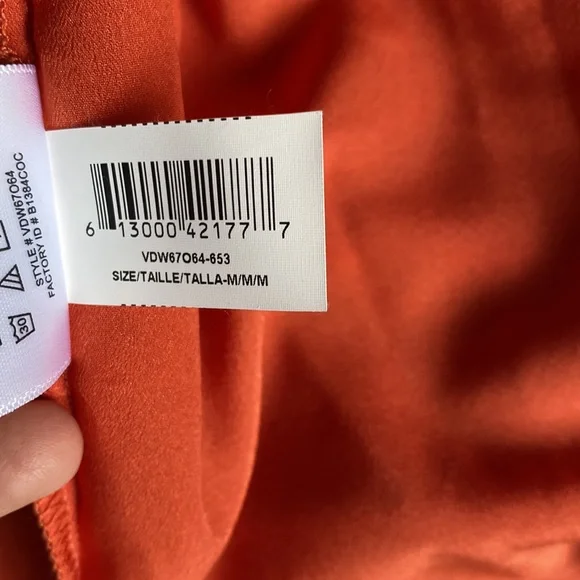 6 13000 42177 7
VDW67O64-653
SIZE/TAILLE/TALLA-M/M/M
STYLE # VDW67O64
FACTORY ID # B1384COC
30